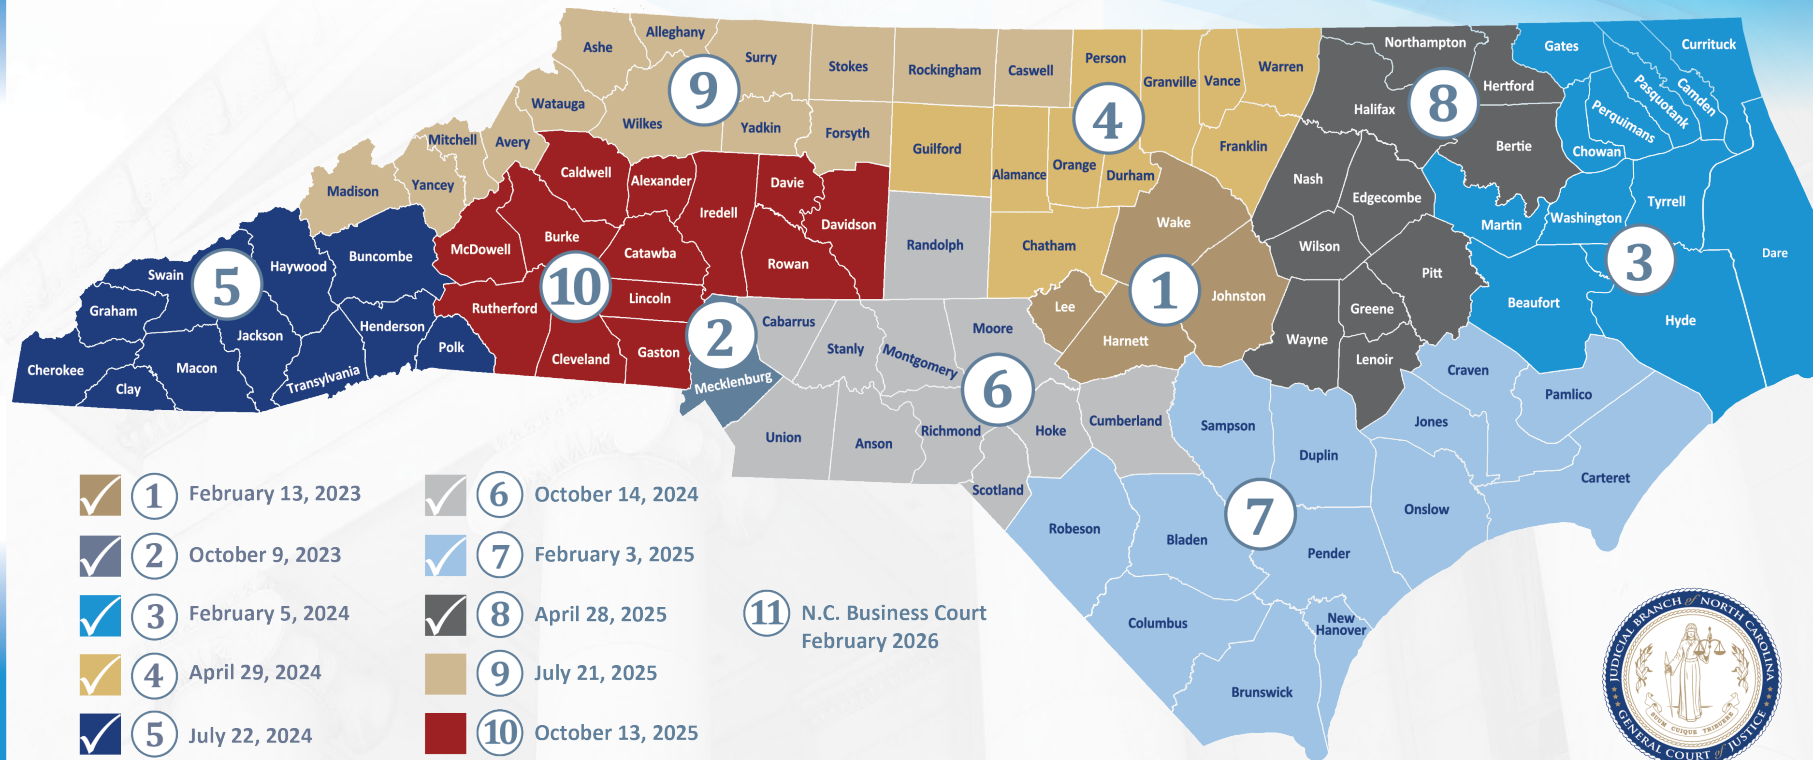 Alleghany
Ashe
Surry
Stokes
Rockingham
Caswell
Person
Granville
Vance
Warren
Northampton
Gates
Currituck
Camden
Pasquotank
Perquimans
Hertford
Halifax
8
Bertie
Chowan
9
4
Watauga
Wilkes
Yadkin
Forsyth
Guilford
Alamance
Orange
Durham
Franklin
Mitchell
Avery
Madison
Yancey
Caldwell
Alexander
Davie
Iredell
Davidson
Nash
Edgecombe
Martin
Washington
Tyrrell
Dare
3
Wake
Randolph
Chatham
Wilson
Pitt
McDowell
Burke
Catawba
Rowan
Swain
5
Haywood
Buncombe
10
1
Johnston
Beaufort
Hyde
Graham
Rutherford
Lincoln
Lee
Greene
Jackson
Henderson
Polk
Cleveland
Gaston
2
Cabarrus
Stanly
Montgomery
Moore
Harnett
Wayne
Lenoir
Cherokee
Clay
Macon
Transylvania
Mecklenburg
6
Craven
Pamlico
Union
Anson
Richmond
Hoke
Cumberland
Sampson
Jones
Duplin
Carteret
Scotland
Robeson
7
Onslow
Bladen
Pender
Columbus
New
Hanover
Brunswick
1 February 13, 2023
2 October 9, 2023
3 February 5, 2024
4 April 29, 2024
5 July 22, 2024
6 October 14, 2024
7 February 3, 2025
8 April 28, 2025
9 July 21, 2025
10 October 13, 2025
11 N.C. Business Court
February 2026
JUDICIAL BRANCH of NORTH CAROLINA
SUUM CUIQUE TRIBUERE
GENERAL COURT of JUSTICE